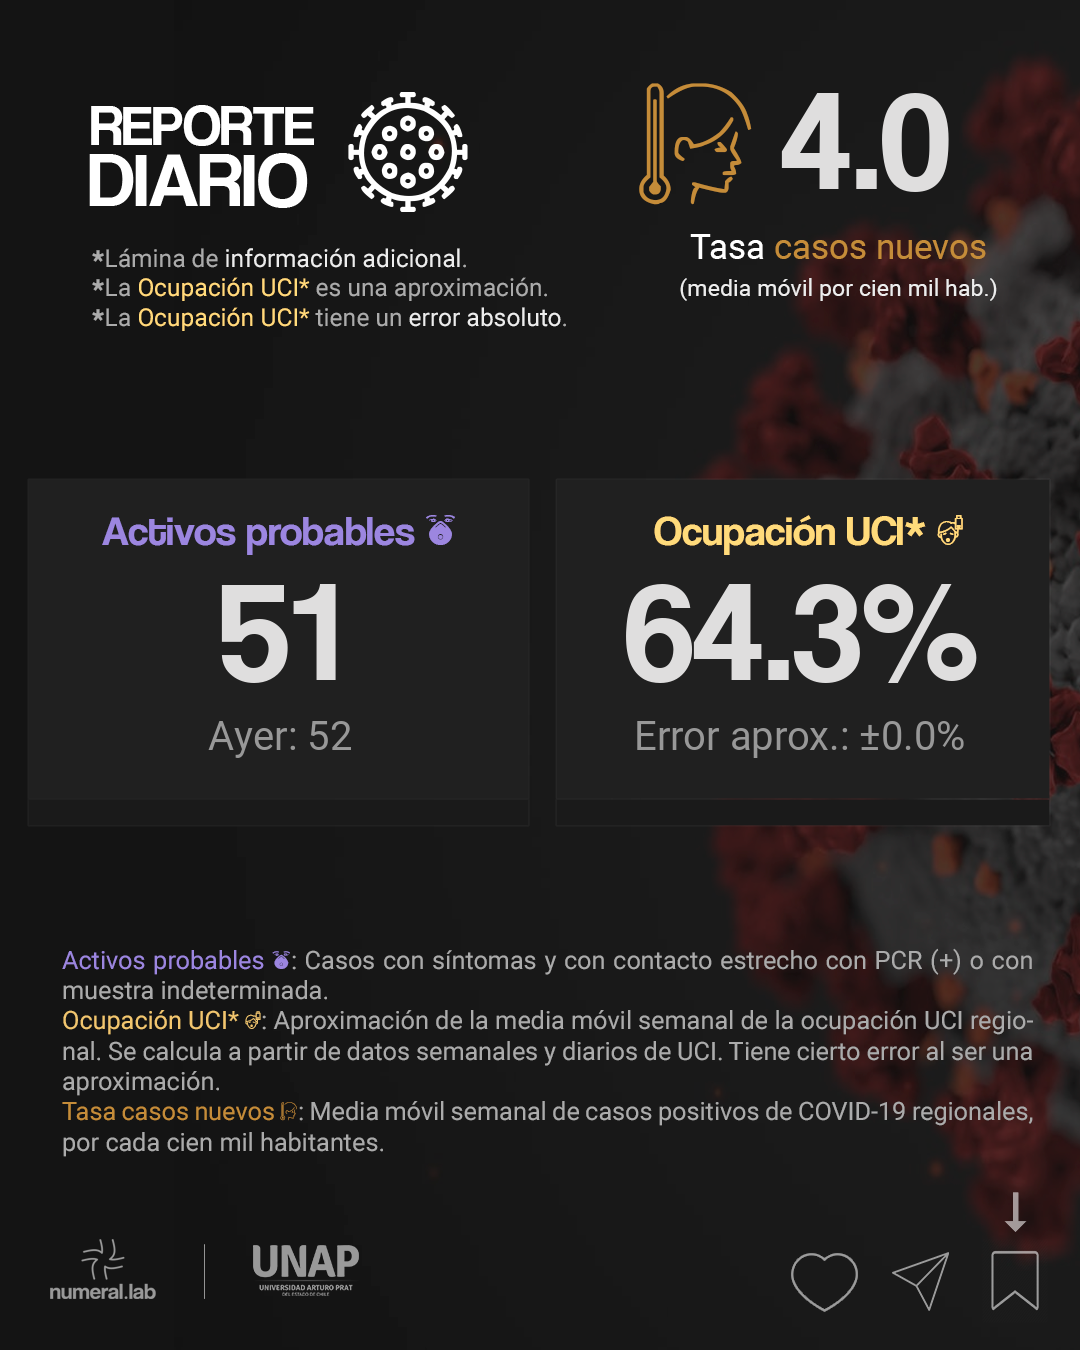 REPORTE
DIARIO
*Lámina de información adicional.
*La Ocupación UCI* es una aproximación.
*La Ocupación UCI* tiene un error absoluto.
4.0
Tasa casos nuevos
(media móvil por cien mil hab.)
Activos probables
51
Ayer: 52
Ocupación UCI*
64.3%
Error aprox.: ±0.0%
Activos probables : Casos con síntomas y con contacto estrecho con PCR (+) o con
muestra indeterminada.
Ocupación UCI* : Aproximación de la media móvil semanal de la ocupación UCI regio-
nal. Se calcula a partir de datos semanales y diarios de UCI. Tiene cierto error al ser una
aproximación.
Tasa casos nuevos : Media móvil semanal de casos positivos de COVID-19 regionales,
por cada cien mil habitantes.
numeral.lab
UNAP
UNIVERSIDAD ARTURO PRAT
DEL ESTADO DE CHILE